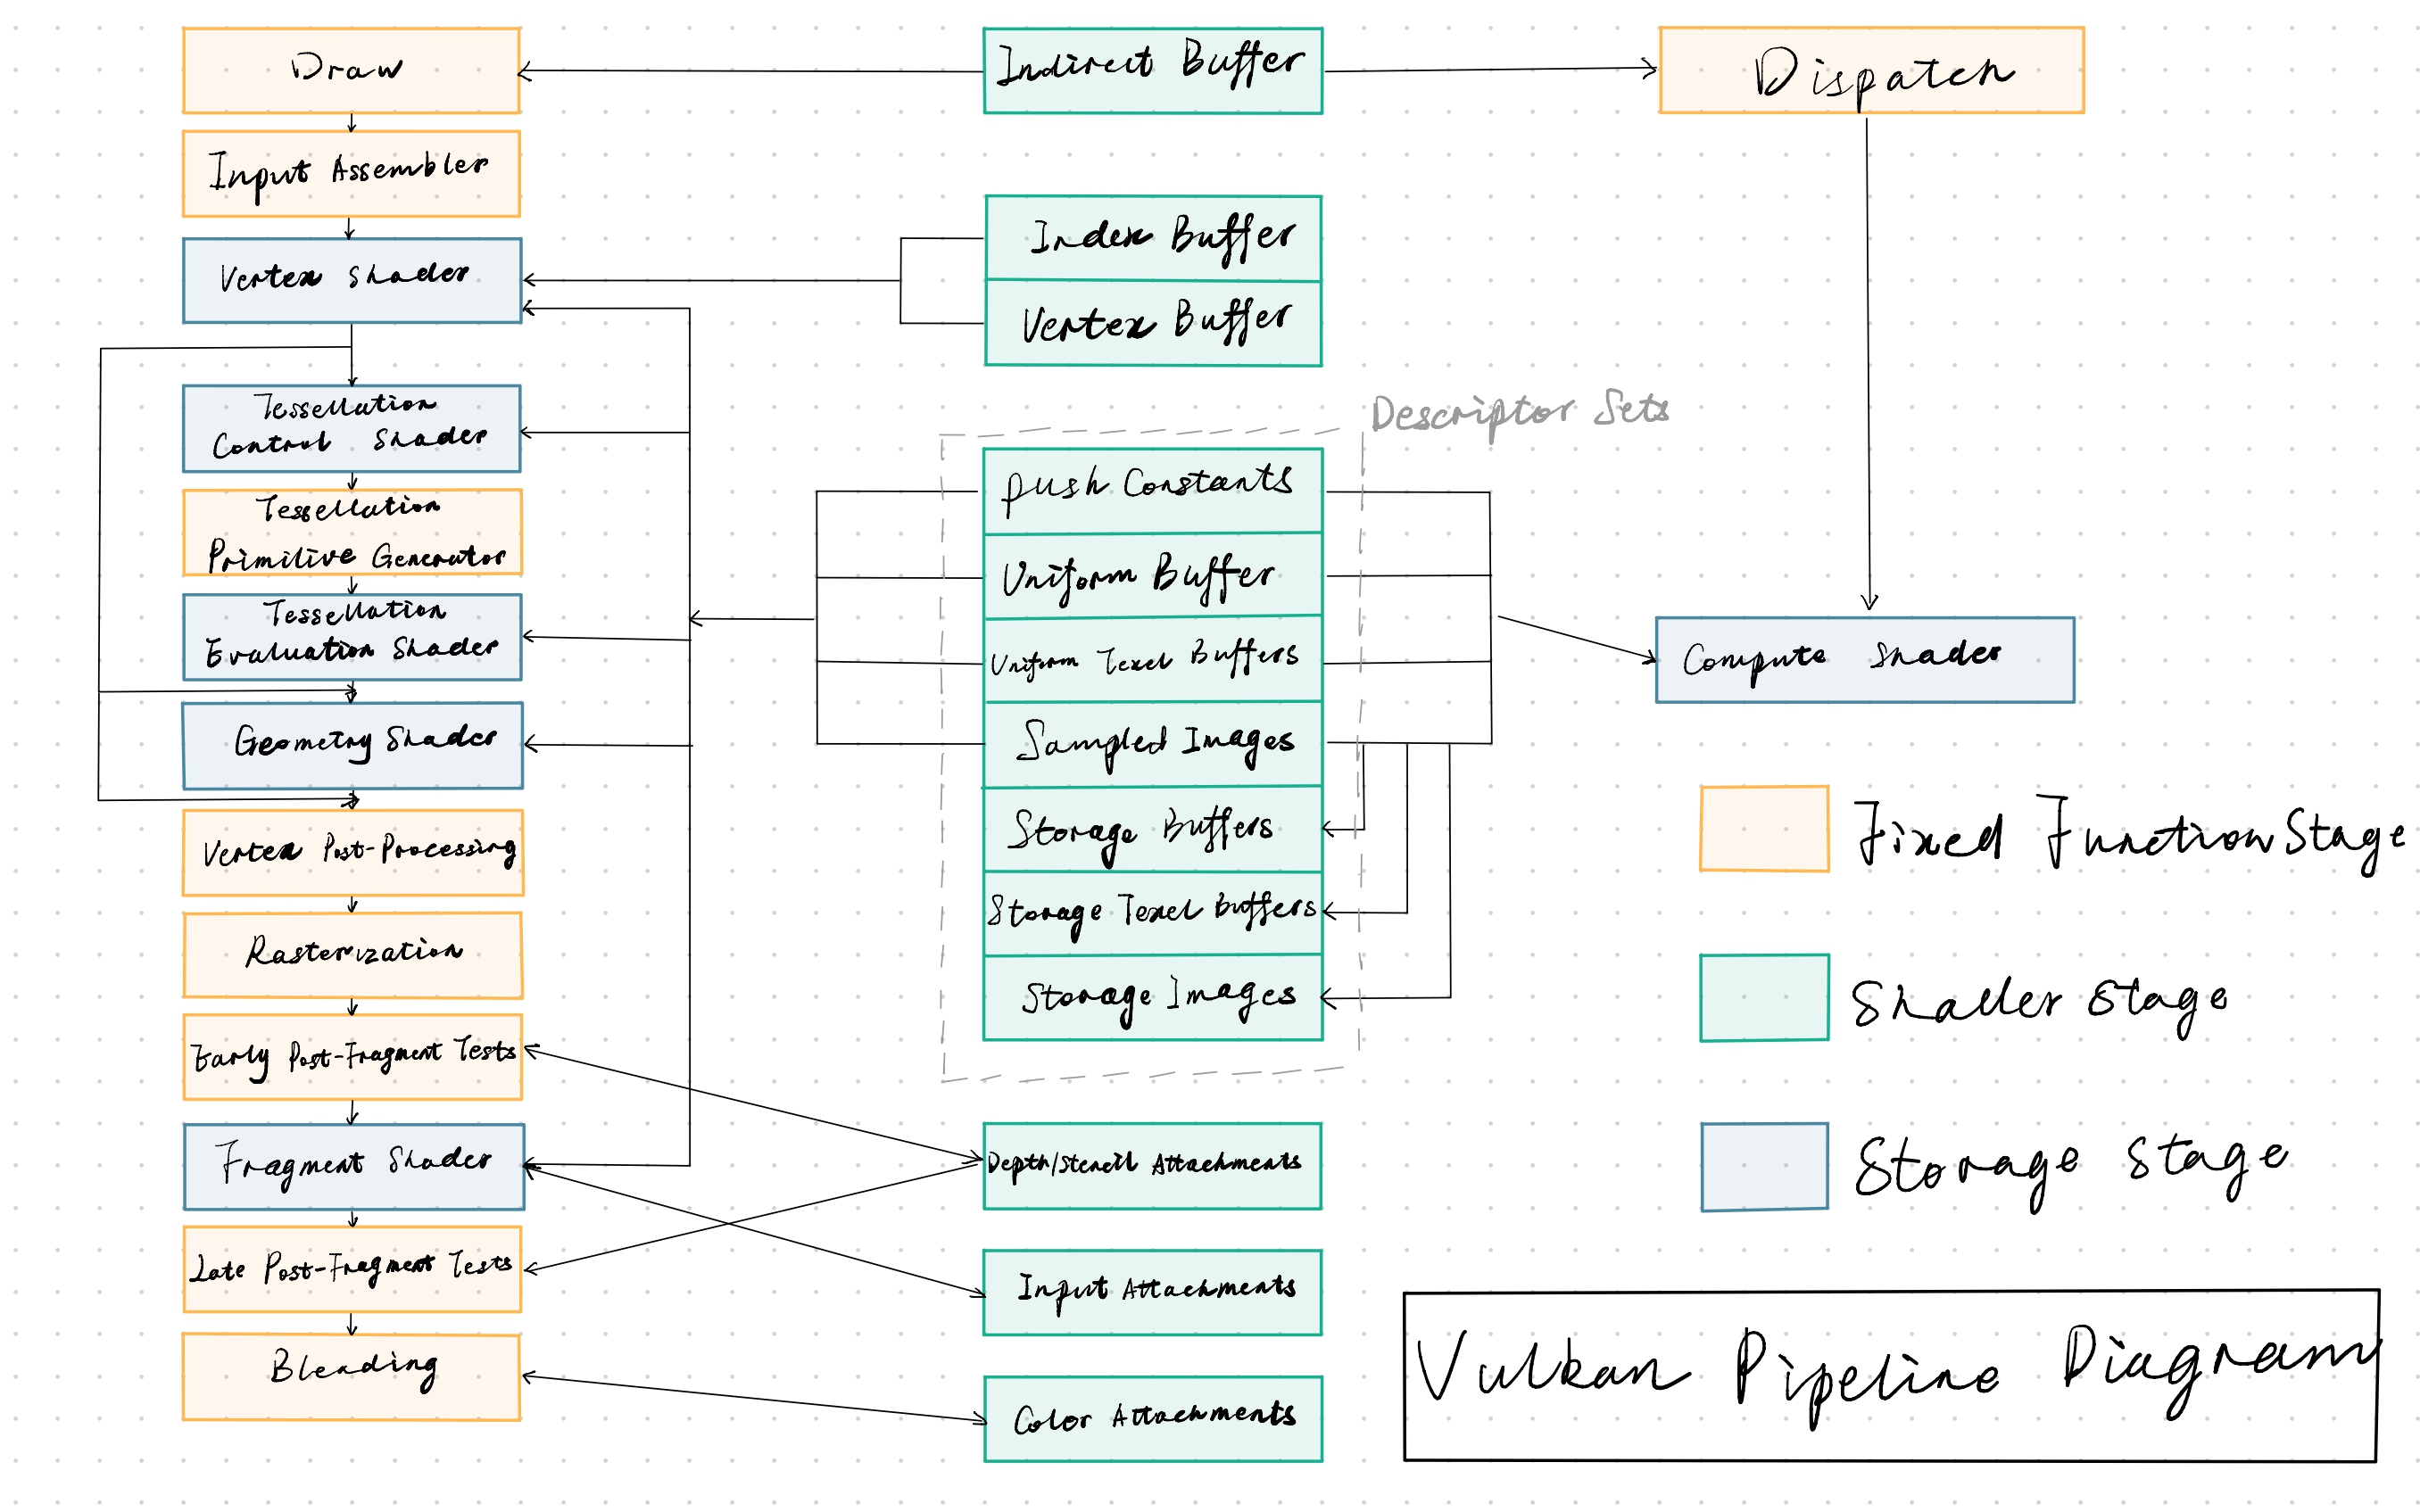 Draw
Input Assembler
Vertex Shader
Tessellation
Control Shader
Tessellation
Primilive Generator
Tessellation
Evaluation Shader
Geometry Shader
Vertex Post-Processing
Rasterization
Early Post-Fragment Tests
Fragment Shader
Late Post-Fragment Tests
Blending
Indirect Buffer
Index Buffer
Vertex Buffer
Descriptor Sets
push Constants
Uniform Buffer
Uniform Texel Buffers
Sampled Images
Storage Buffers
Storage Texel Buffers
Storage Images
Depth/Stencil Attachments
Input Attachments
Color Attachments
Dispatch
Compute Shader
Fixed Function Stage
Shader Stage
Storage Stage
Vulkan Pipeline Diagram